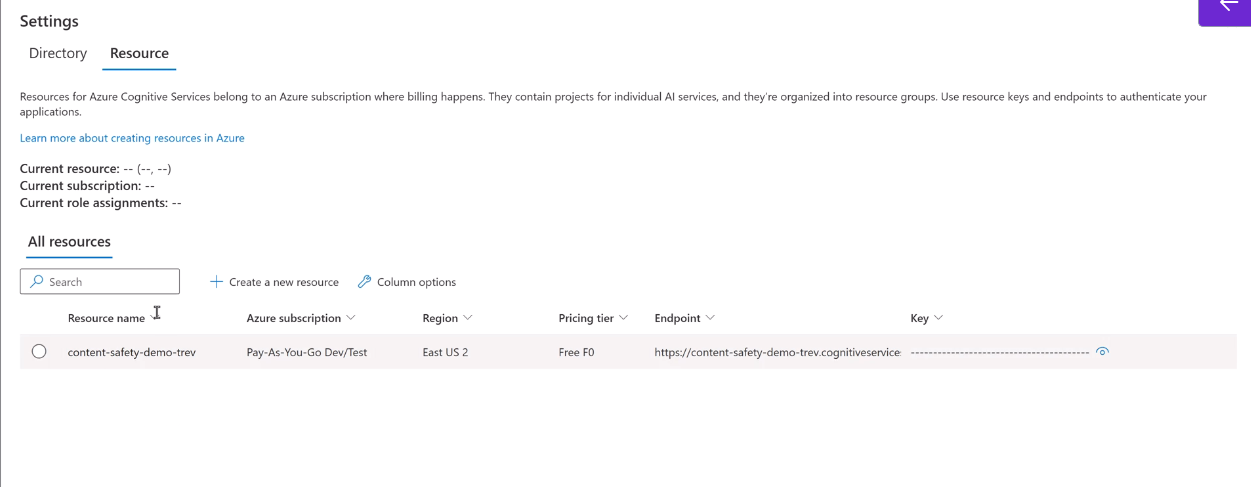 Settings
Directory Resource
Resources for Azure Cognitive Services belong to an Azure subscription where billing happens. They contain projects for individual AI services, and they're organized into resource groups. Use resource keys and endpoints to authenticate your
applications.
Learn more about creating resources in Azure
Current resource: -- (--, --)
Current subscription: --
Current role assignments: --
All resources
Search Create a new resource Column options
Resource name Azure subscription Region Pricing tier Endpoint Key
content-safety-demo-trev Pay-As-You-Go Dev/Test East US 2 Free F0 https://content-safety-demo-trev.cognitiveservice ----------------------------------------